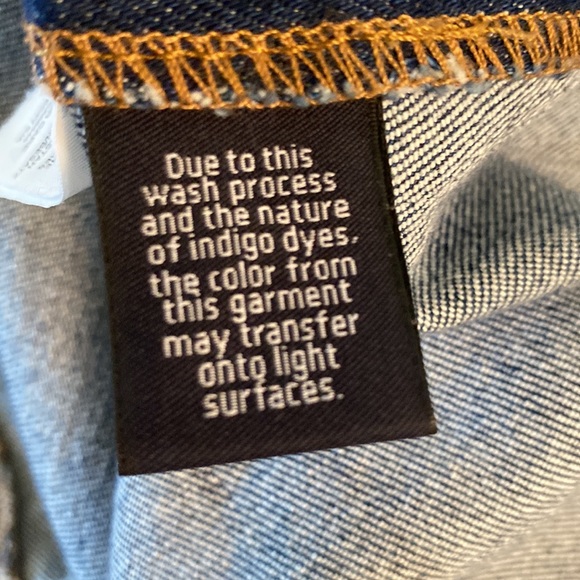 Due to this
wash process
and the nature
of indigo dyes,
the color from
this garment
may transfer
onto light
surfaces.